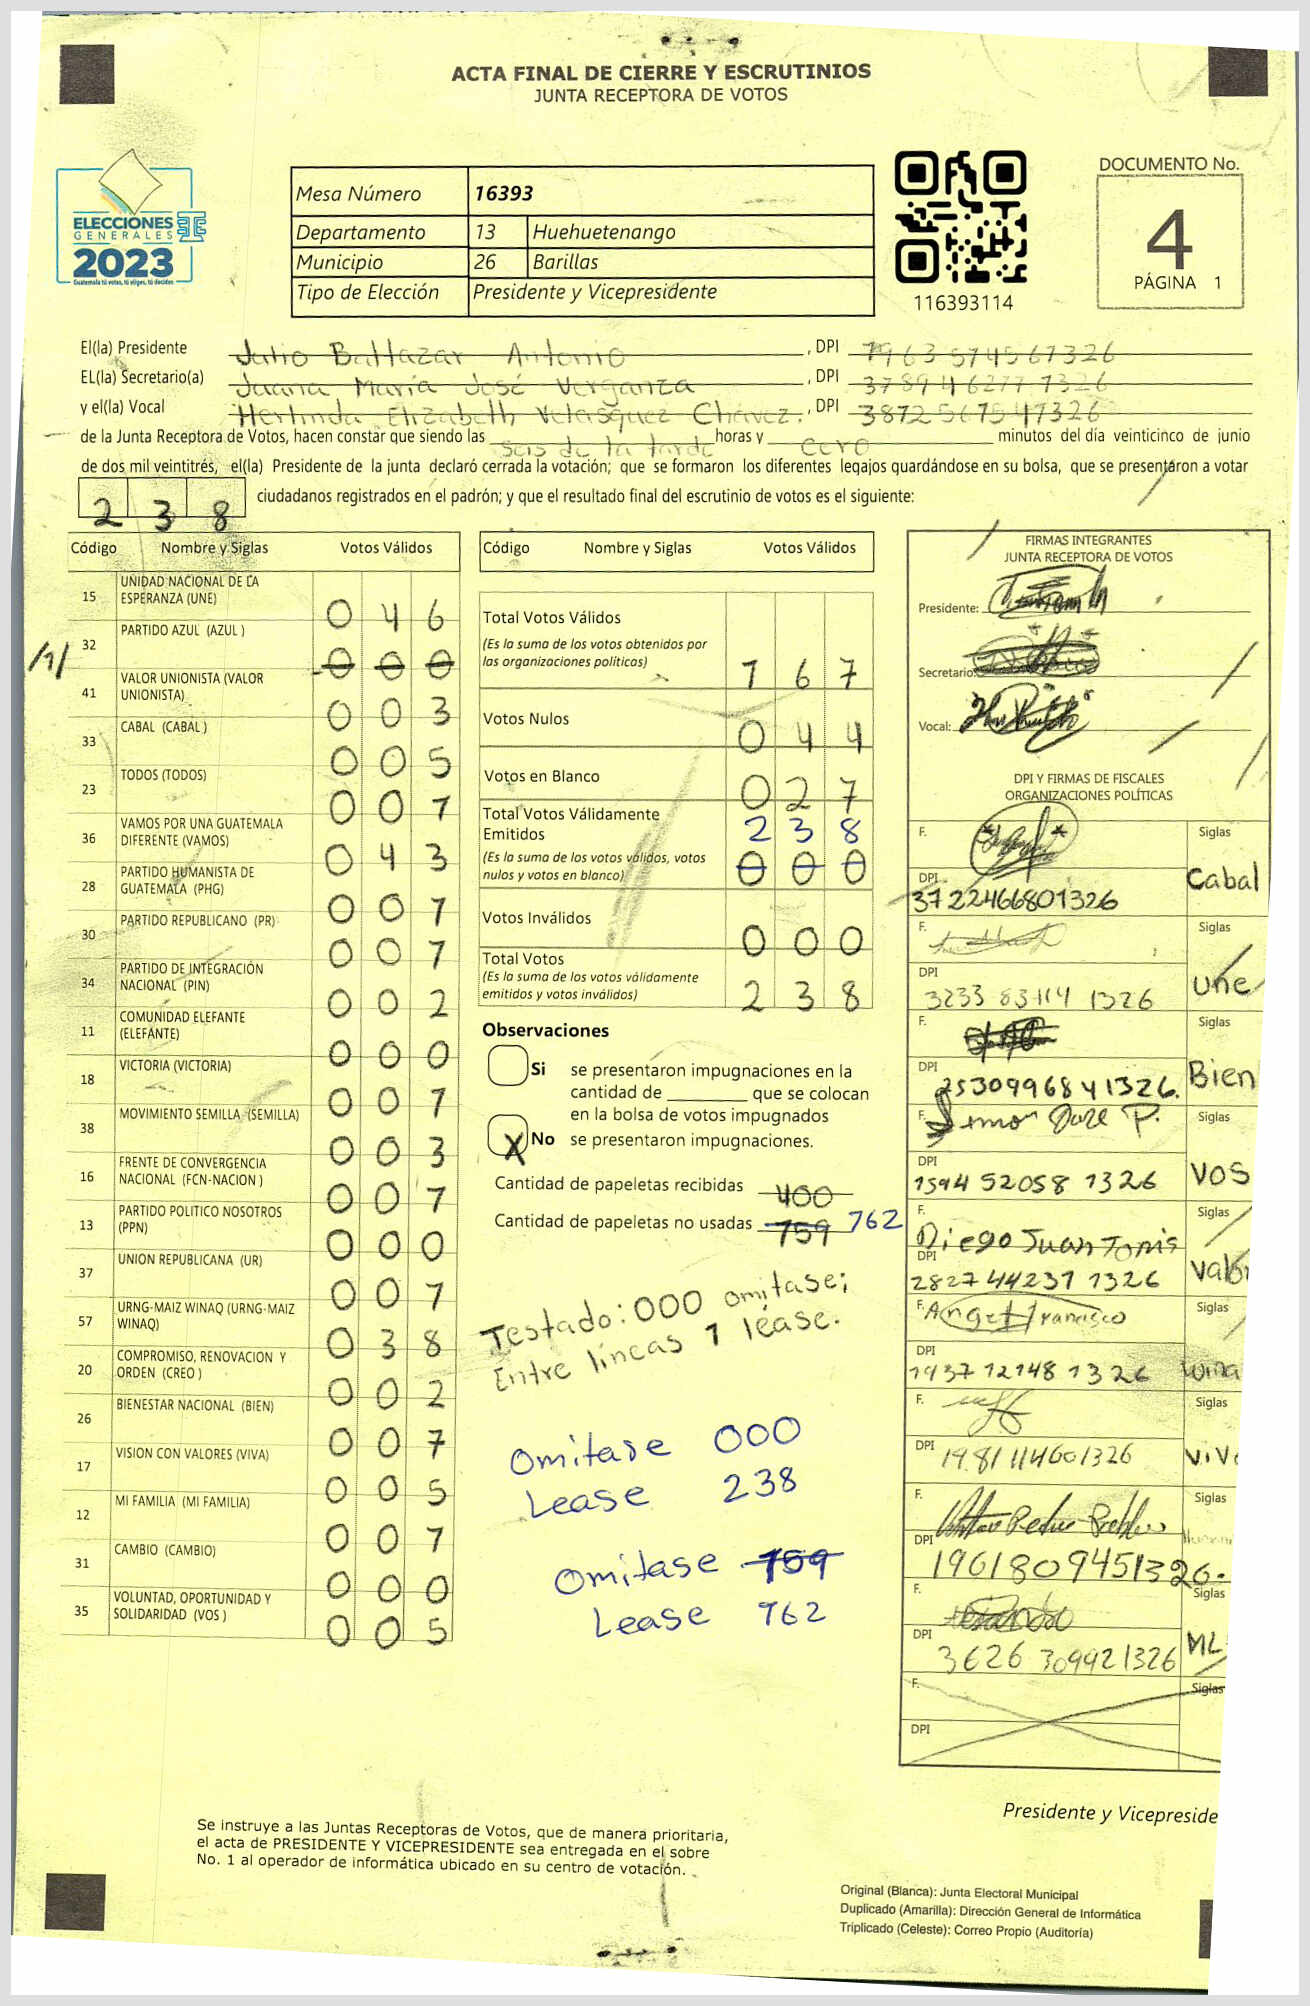 ACTA FINAL DE CIERRE Y ESCRUTINIOS
JUNTA RECEPTORA DE VOTOS
ELECCIONES
GENERALES
2023
Guatemala tú votas, tú eliges, tú decides
Mesa Número 16393
Departamento 13 Huehuetenango
Municipio 26 Barillas
Tipo de Elección Presidente y Vicepresidente
116393114
DOCUMENTO No.
4
PÁGINA 1
El(la) Presidente Julio Baltazar Antonio , DPI 1963 57456 1326
EL(la) Secretario(a) Juana María José Verganza , DPI 3789 46277 1326
y el(la) Vocal Herlinda Elizabeth Velasquez Chávez. , DPI 3872 56754 1326
de la Junta Receptora de Votos, hacen constar que siendo las seis de la tarde horas y cero minutos del día veinticinco de junio
de dos mil veintitrés, el(la) Presidente de la junta declaró cerrada la votación; que se formaron los diferentes legajos guardándose en su bolsa, que se presentaron a votar
2 3 8 ciudadanos registrados en el padrón; y que el resultado final del escrutinio de votos es el siguiente:
Código Nombre y Siglas Votos Válidos
15 UNIDAD NACIONAL DE LA ESPERANZA (UNE) 0 4 6
32 PARTIDO AZUL (AZUL ) 0 0 0
/1/
41 VALOR UNIONISTA (VALOR UNIONISTA) 0 0 3
33 CABAL (CABAL ) 0 0 5
23 TODOS (TODOS) 0 0 1
36 VAMOS POR UNA GUATEMALA DIFERENTE (VAMOS) 0 4 3
28 PARTIDO HUMANISTA DE GUATEMALA (PHG) 0 0 1
30 PARTIDO REPUBLICANO (PR) 0 0 1
34 PARTIDO DE INTEGRACIÓN NACIONAL (PIN) 0 0 2
11 COMUNIDAD ELEFANTE (ELEFANTE) 0 0 0
18 VICTORIA (VICTORIA) 0 0 1
38 MOVIMIENTO SEMILLA (SEMILLA) 0 0 3
16 FRENTE DE CONVERGENCIA NACIONAL (FCN-NACION ) 0 0 1
13 PARTIDO POLITICO NOSOTROS (PPN) 0 0 0
37 UNION REPUBLICANA (UR) 0 0 1
57 URNG-MAIZ WINAQ (URNG-MAIZ WINAQ) 0 3 8
20 COMPROMISO, RENOVACION Y ORDEN (CREO ) 0 0 2
26 BIENESTAR NACIONAL (BIEN) 0 0 7
17 VISION CON VALORES (VIVA) 0 0 5
12 MI FAMILIA (MI FAMILIA) 0 0 1
31 CAMBIO (CAMBIO) 0 0 0
35 VOLUNTAD, OPORTUNIDAD Y SOLIDARIDAD (VOS ) 0 0 5
Código Nombre y Siglas Votos Válidos
Total Votos Válidos
(Es la suma de los votos obtenidos por
las organizaciones políticas) 1 6 7
Votos Nulos 0 4 4
Votos en Blanco 0 2 7
Total Votos Válidamente
Emitidos 2 3 8
(Es la suma de los votos válidos, votos
nulos y votos en blanco) 0 0 0
Votos Inválidos 0 0 0
Total Votos
(Es la suma de los votos válidamente
emitidos y votos inválidos) 2 3 8
Observaciones
Si se presentaron impugnaciones en la
cantidad de ________ que se colocan
en la bolsa de votos impugnados
X No se presentaron impugnaciones.
Cantidad de papeletas recibidas 400
Cantidad de papeletas no usadas 159 162
Testado: 000 omitase;
Entre líneas 1 léase.
Omitase 000
Lease 238
Omitase 159
Lease 162
FIRMAS INTEGRANTES
JUNTA RECEPTORA DE VOTOS
Presidente:
Secretario:
Vocal:
DPI Y FIRMAS DE FISCALES
ORGANIZACIONES POLÍTICAS
F. Siglas
DPI 3722466801326 Cabal
F. Siglas
DPI 3233 83114 1326 une
F. Siglas
DPI 2530996841326. Bien
F. Siglas
DPI 1594 52058 1326 VOS
F. Diego Juan Tomis Siglas
DPI 2827 44237 1326 Valor
F. Angel Francisco Siglas
DPI 1937 12148 1326 Wina
F. Siglas
DPI 1981 11460 1326 ViVa
F. Siglas
DPI 1961809451326.
F. Siglas
DPI 3626 309921326 ML
F. Siglas
DPI
Presidente y Vicepreside
Se instruye a las Juntas Receptoras de Votos, que de manera prioritaria,
el acta de PRESIDENTE Y VICEPRESIDENTE sea entregada en el sobre
No. 1 al operador de informática ubicado en su centro de votación.
Original (Blanca): Junta Electoral Municipal
Duplicado (Amarilla): Dirección General de Informática
Triplicado (Celeste): Correo Propio (Auditoría)